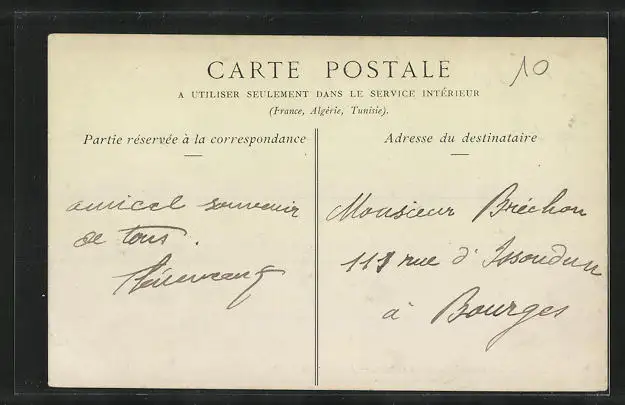 CARTE POSTALE
A UTILISER SEULEMENT DANS LE SERVICE INTÉRIEUR
(France, Algérie, Tunisie).
10
Partie réservée à la correspondance
amical souvenir
de tous.
Adresse du destinataire
Monsieur Bréchon
111 rue d'Issoudun
à Bourges